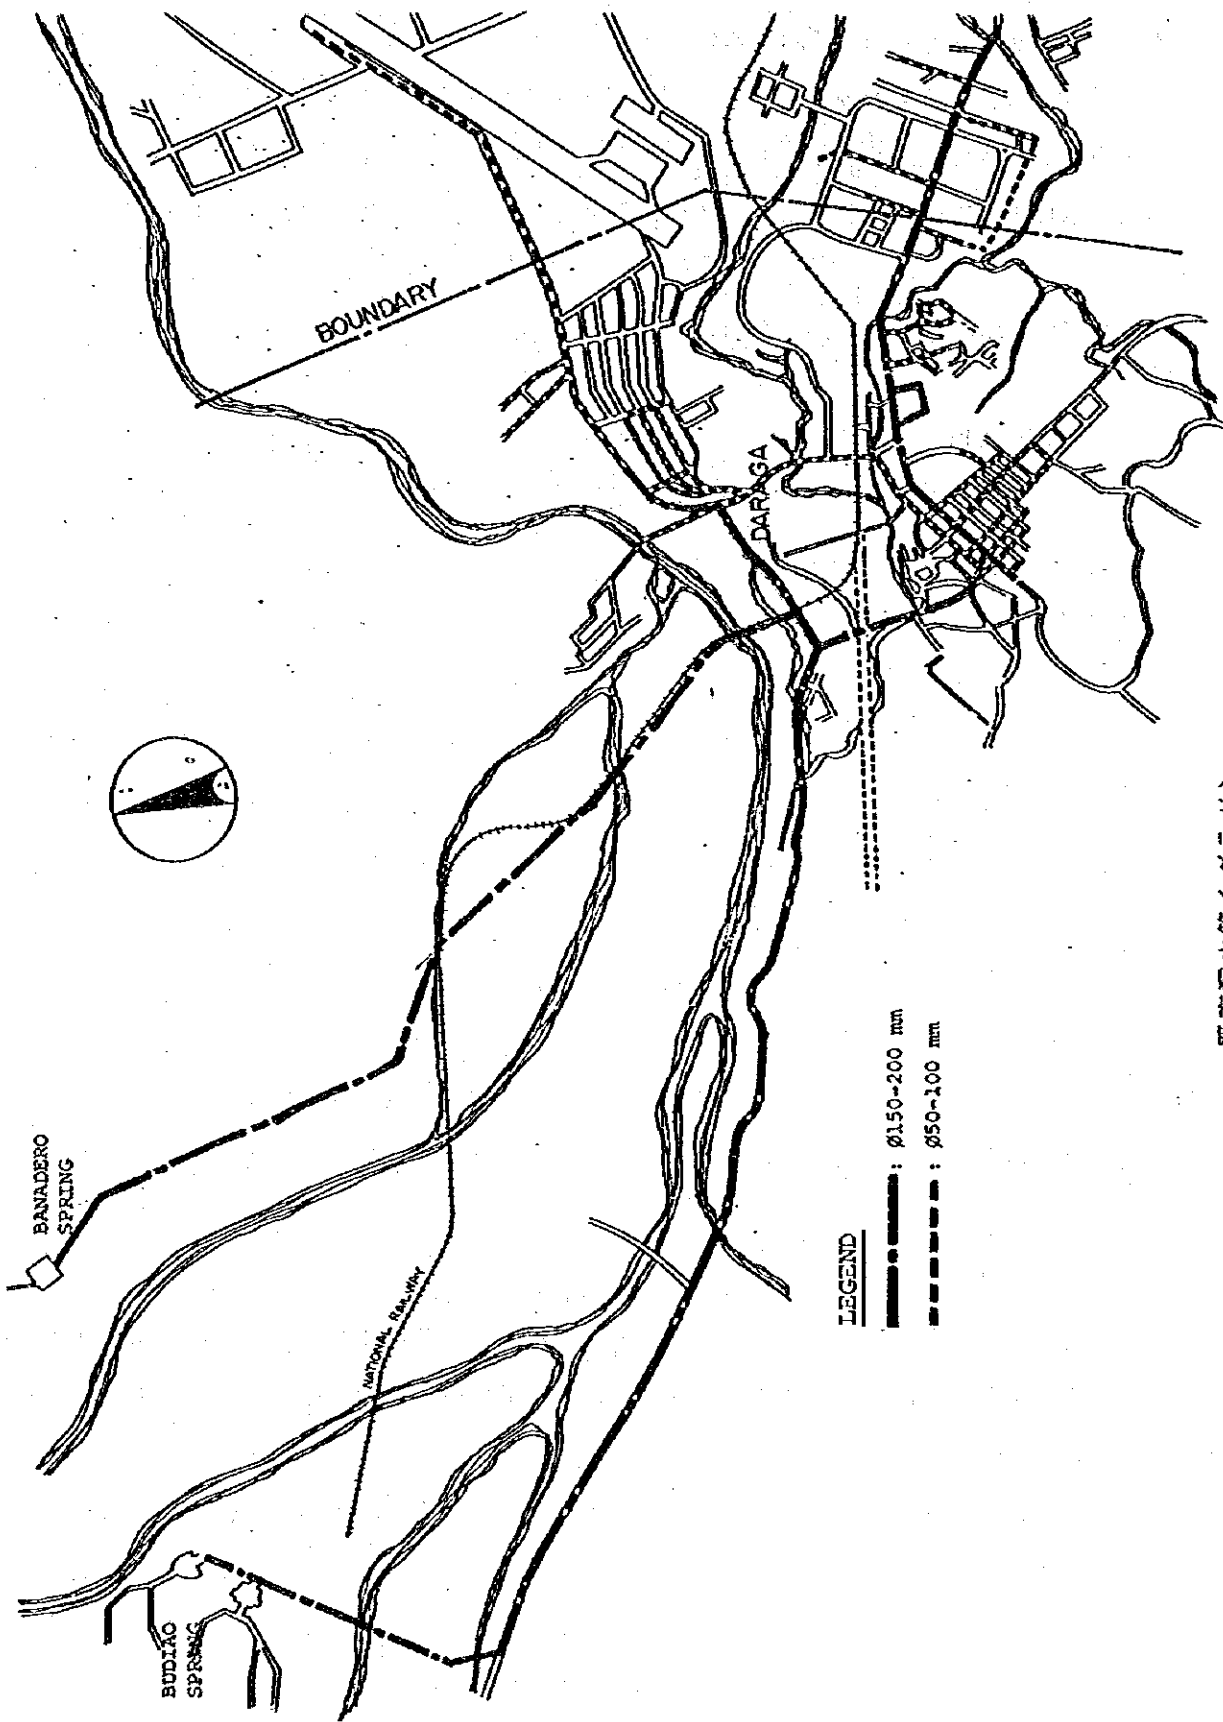 BUDIAO
SPRING
BANADERO
SPRING
NATIONAL RAILWAY
BOUNDARY
DARAGA
LEGEND
: Ø150-200 mm
: Ø50-100 mm